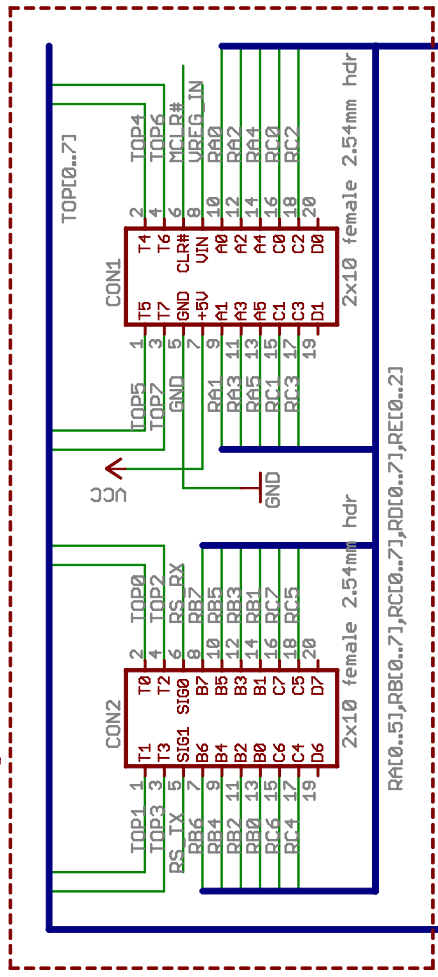 TOP[0..7]
CON1
TOP4
TOP6
MCLR#
VREG_IN
RA0
RA2
RA4
RC0
RC2
2
4
6
8
10
12
14
16
18
20
T4
T6
CLR#
VIN
A0
A2
A4
C0
C2
D0
T5
T7
GND
+5V
A1
A3
A5
C1
C3
D1
1
3
5
7
9
11
13
15
17
19
TOP5
TOP7
GND
RA1
RA3
RA5
RC1
RC3
2x10 female 2.54mm hdr
VCC
GND
CON2
TOP0
TOP2
RS_RX
RB7
RB5
RB3
RB1
RC7
RC5
2
4
6
8
10
12
14
16
18
20
T0
T2
SIG0
B7
B5
B3
B1
C7
C5
D7
T1
T3
SIG1
B6
B4
B2
B0
C6
C4
D6
1
3
5
7
9
11
13
15
17
19
TOP1
TOP3
RS_TX
RB6
RB4
RB2
RB0
RC6
RC4
2x10 female 2.54mm hdr
RA[0..5],RB[0..7],RC[0..7],RD[0..7],RE[0..2]